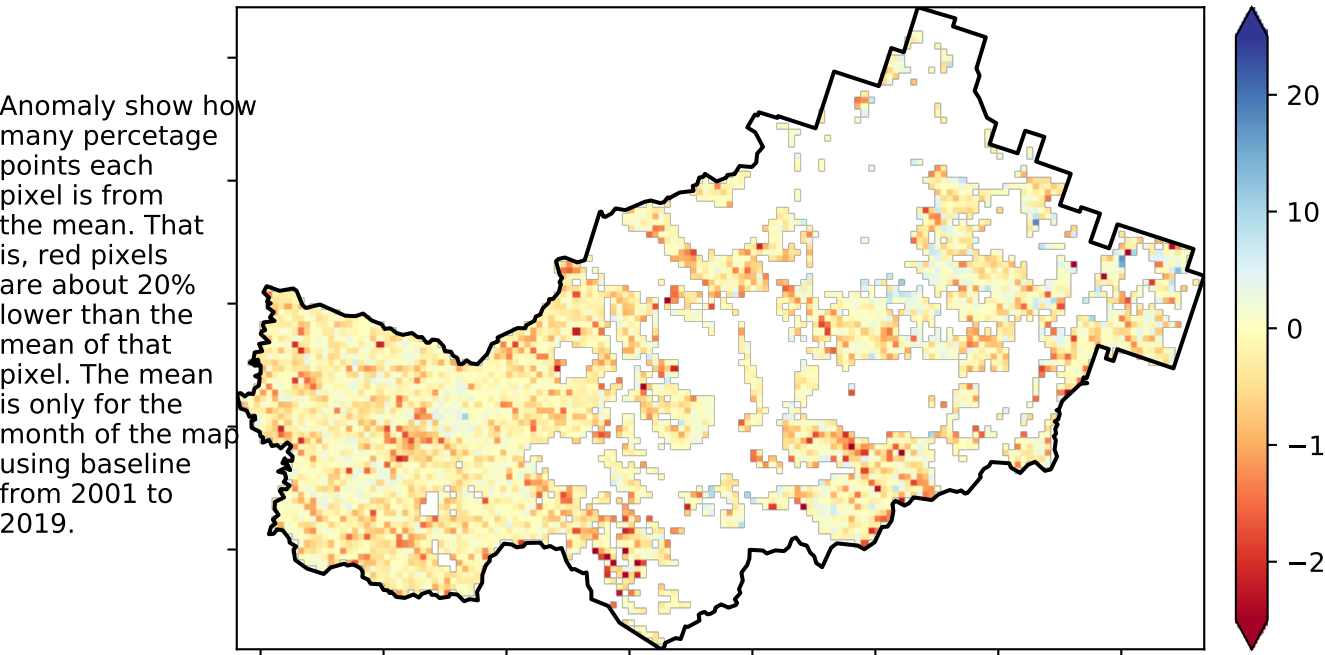 Anomaly show how
many percetage
points each
pixel is from
the mean. That
is, red pixels
are about 20%
lower than the
mean of that
pixel. The mean
is only for the
month of the map
using baseline
from 2001 to
2019.
20
10
0
−1
−2